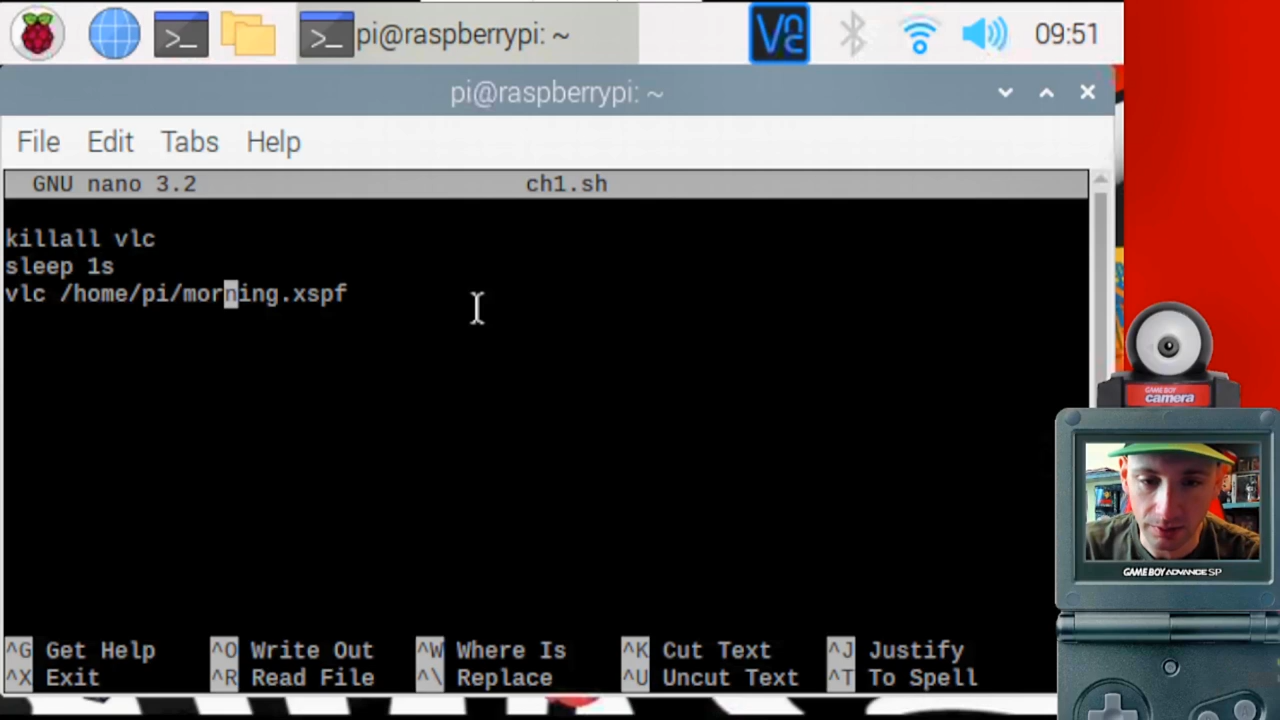 pi@raspberrypi: ~
09:51
pi@raspberrypi: ~
File Edit Tabs Help
GNU nano 3.2 ch1.sh
killall vlc
sleep 1s
vlc /home/pi/morning.xspf
^G Get Help ^O Write Out ^W Where Is ^K Cut Text ^J Justify
^X Exit ^R Read File ^\ Replace ^U Uncut Text ^T To Spell
GAME BOY
camera
GAME BOY ADVANCE SP